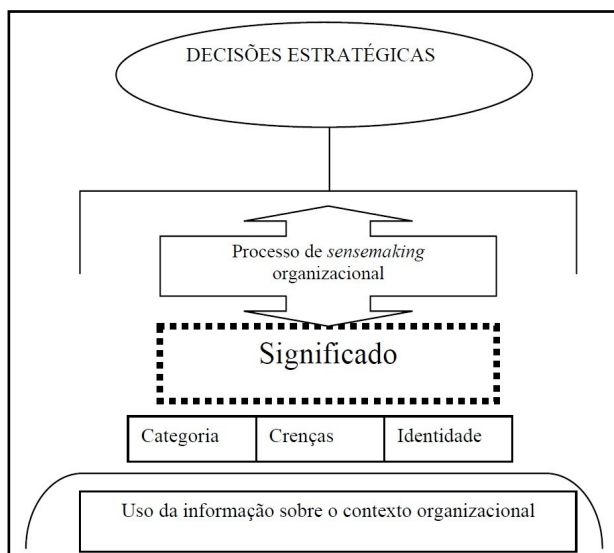 DECISÕES ESTRATÉGICAS
Processo de sensemaking
organizacional
Significado
Categoria
Crenças
Identidade
Uso da informação sobre o contexto organizacional